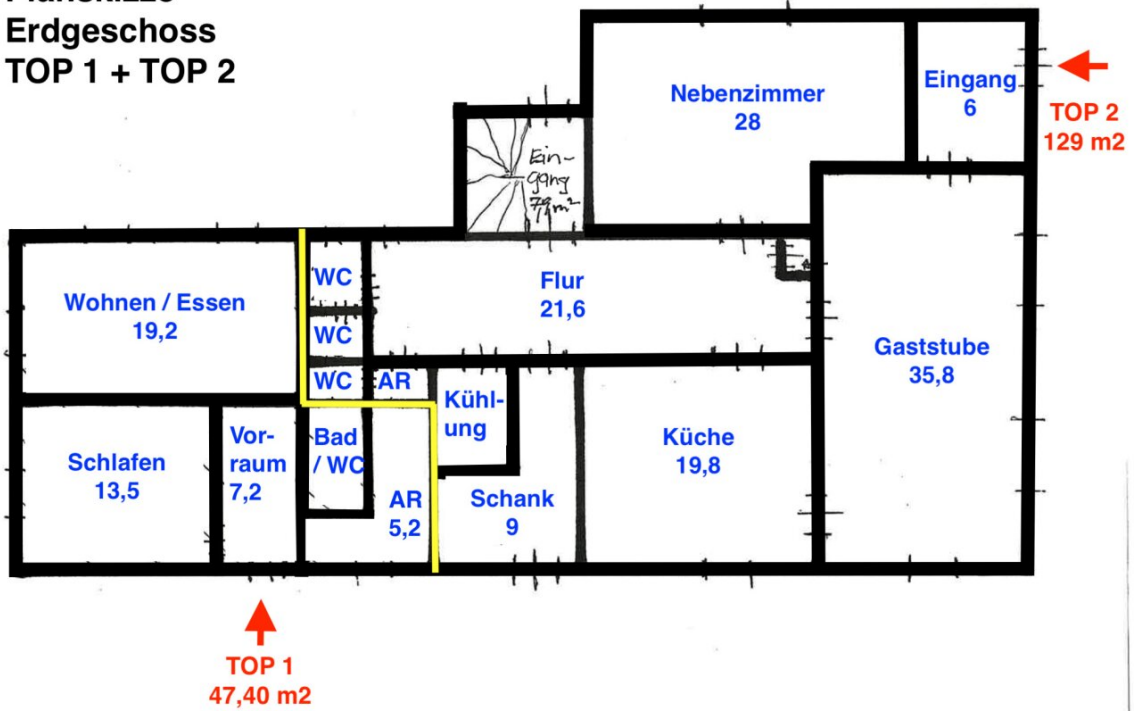 Erdgeschoss
TOP 1 + TOP 2
Nebenzimmer
28
Eingang
6
TOP 2
129 m2
Ein-
gang
WC
WC
WC
AR
Flur
21,6
Wohnen / Essen
19,2
Gaststube
35,8
Kühl-
ung
Küche
19,8
Schlafen
13,5
Vor-
raum
7,2
Bad
/ WC
AR
5,2
Schank
9
TOP 1
47,40 m2